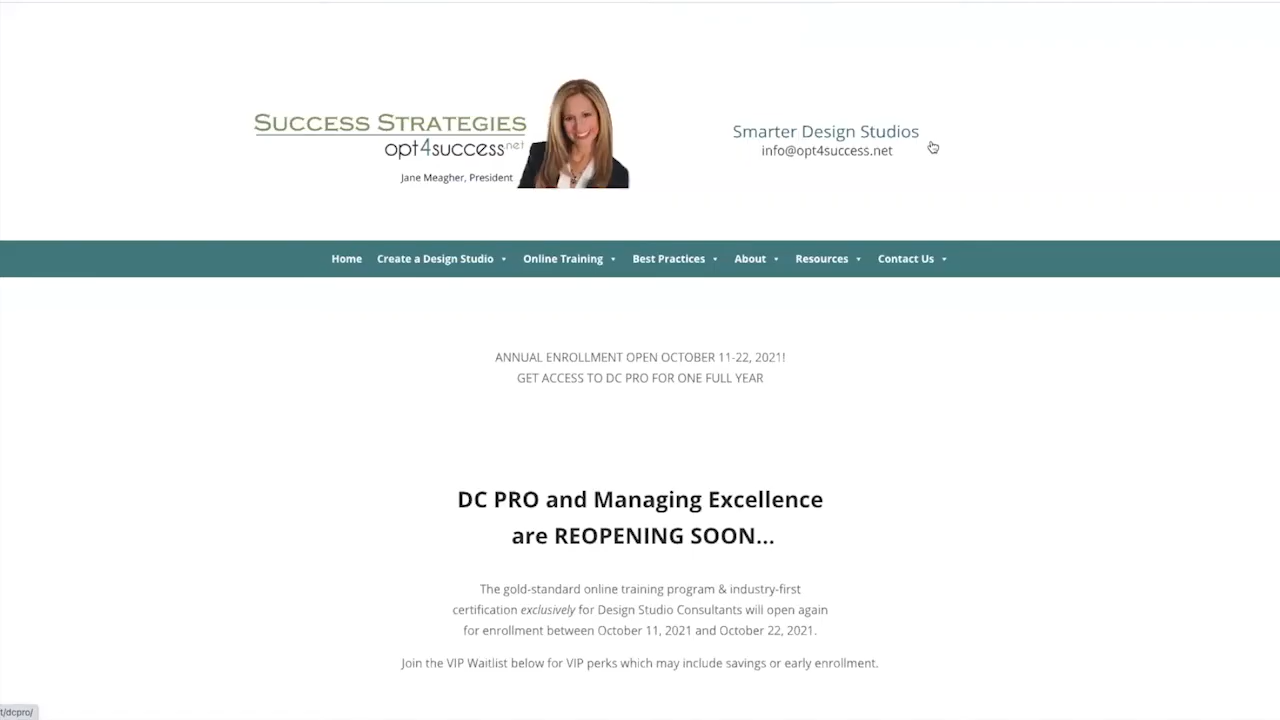 SUCCESS STRATEGIES
opt4success.net
Jane Meagher, President
Smarter Design Studios
info@opt4success.net
Home Create a Design Studio Online Training Best Practices About Resources Contact Us
ANNUAL ENROLLMENT OPEN OCTOBER 11-22, 2021!
GET ACCESS TO DC PRO FOR ONE FULL YEAR
DC PRO and Managing Excellence
are REOPENING SOON...
The gold-standard online training program & industry-first
certification exclusively for Design Studio Consultants will open again
for enrollment between October 11, 2021 and October 22, 2021.
Join the VIP Waitlist below for VIP perks which may include savings or early enrollment.
t/dcpro/